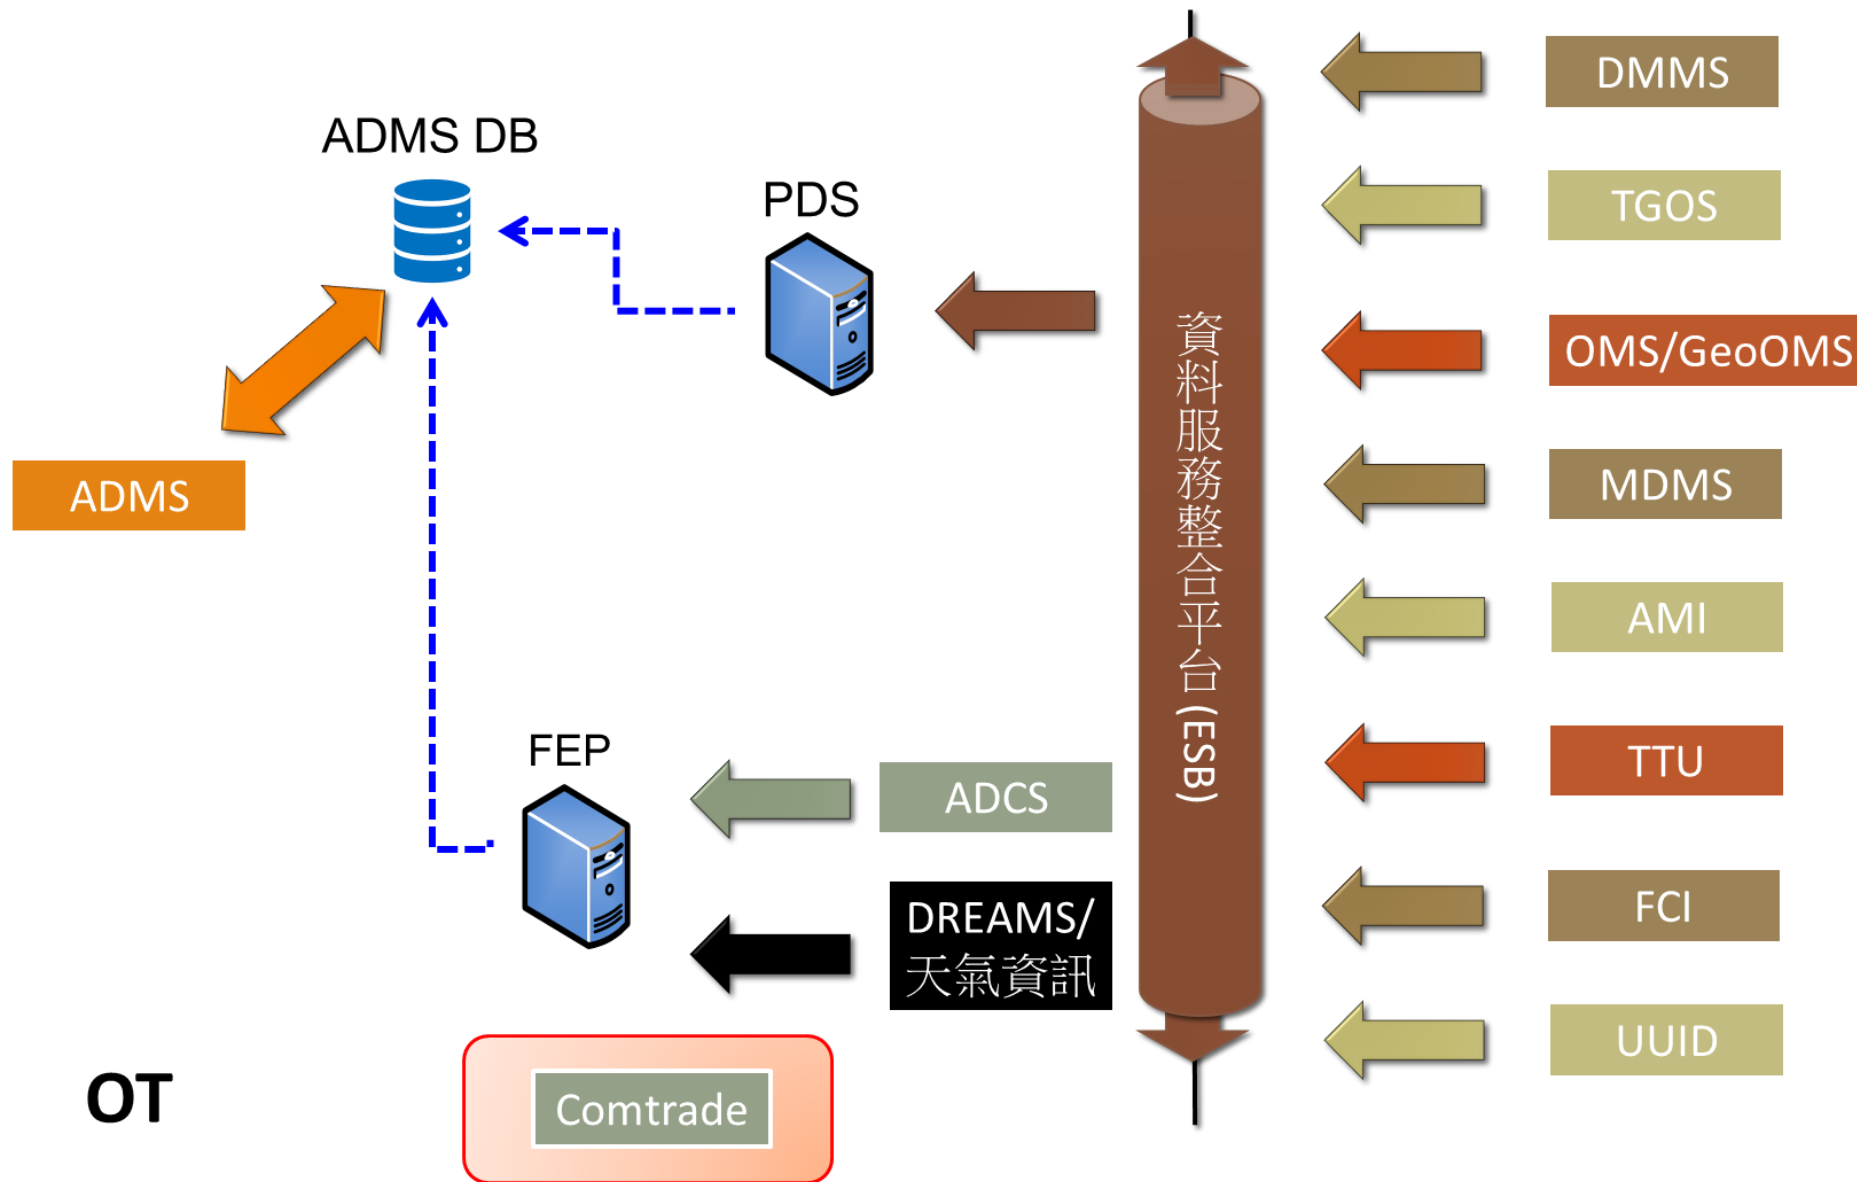 ADMS DB
PDS
ADMS
FEP
ADCS
DREAMS/
天氣資訊
Comtrade
OT
資料服務整合平台(ESB)
DMMS
TGOS
OMS/GeoOMS
MDMS
AMI
TTU
FCI
UUID